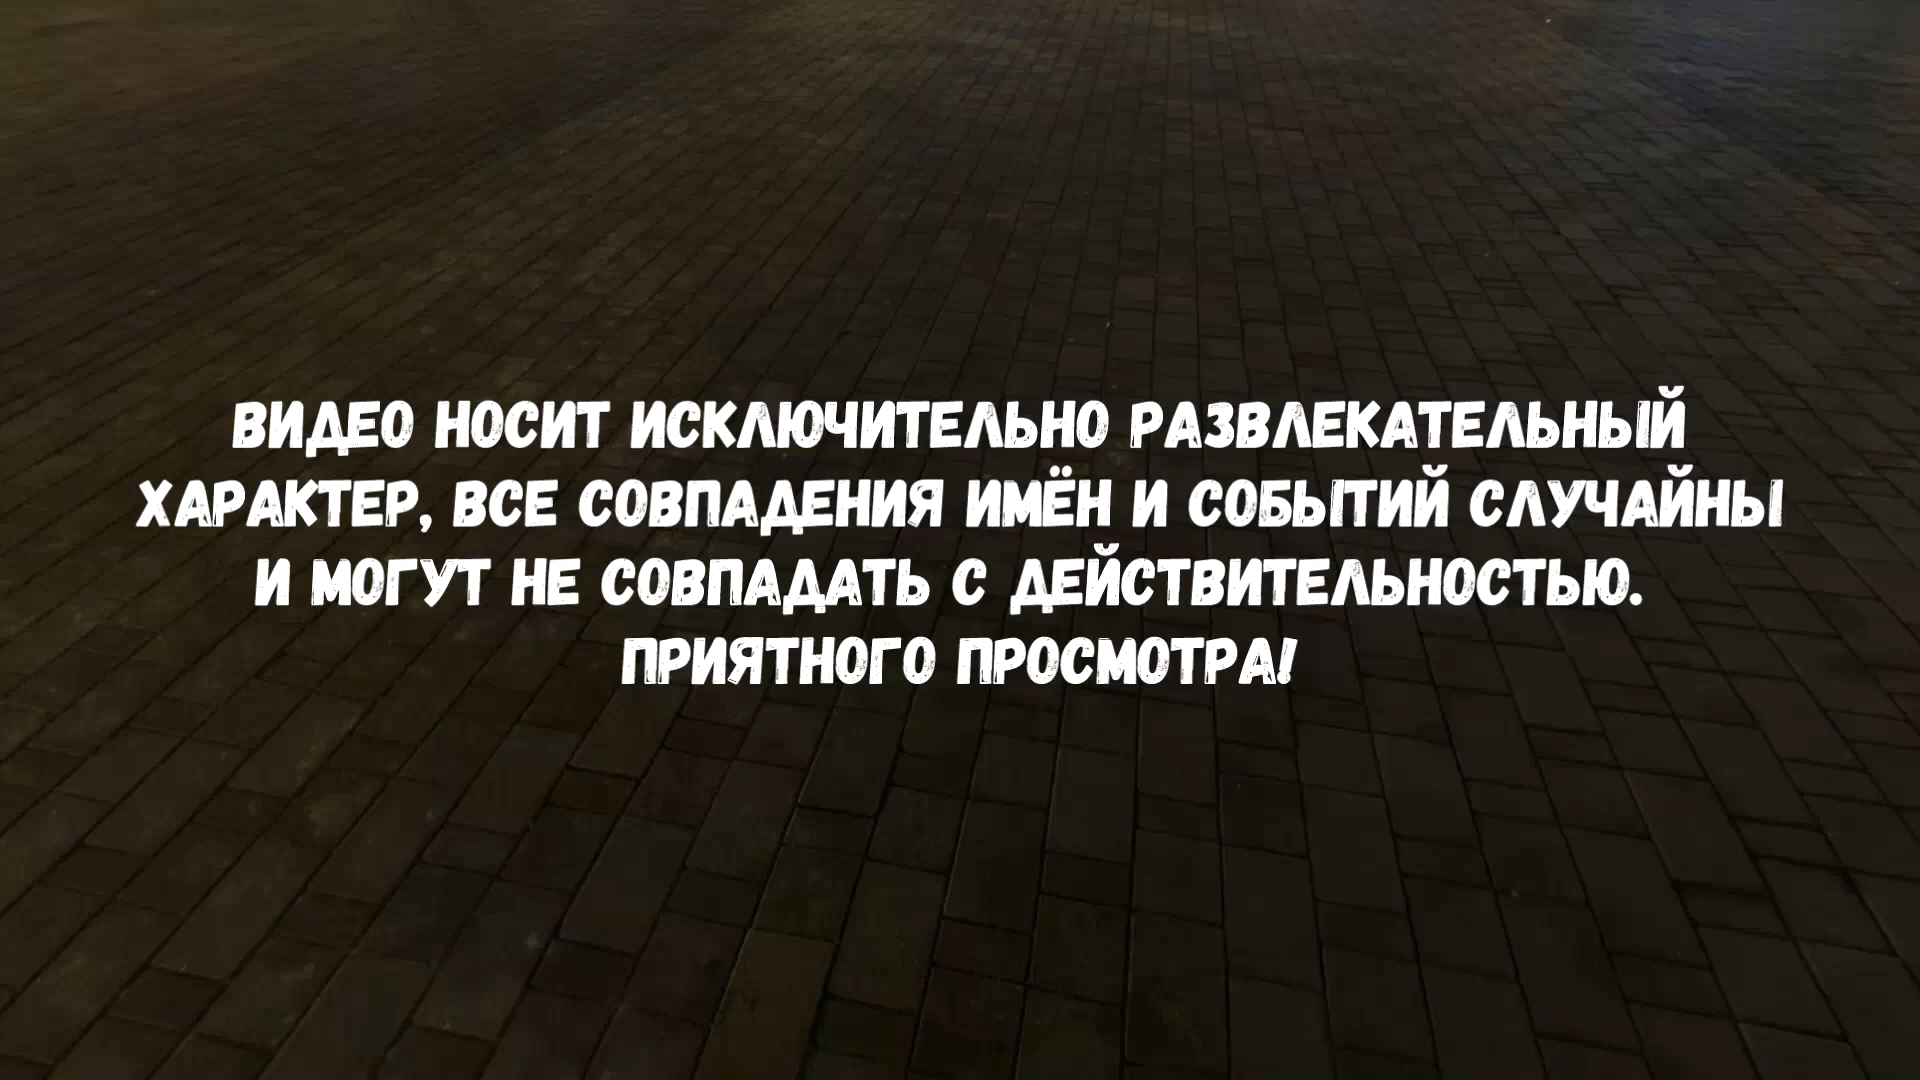 ВИДЕО НОСИТ ИСКЛЮЧИТЕЛЬНО РАЗВЛЕКАТЕЛЬНЫЙ
ХАРАКТЕР, ВСЕ СОВПАДЕНИЯ ИМЁН И СОБЫТИЙ СЛУЧАЙНЫ
И МОГУТ НЕ СОВПАДАТЬ С ДЕЙСТВИТЕЛЬНОСТЬЮ.
ПРИЯТНОГО ПРОСМОТРА!